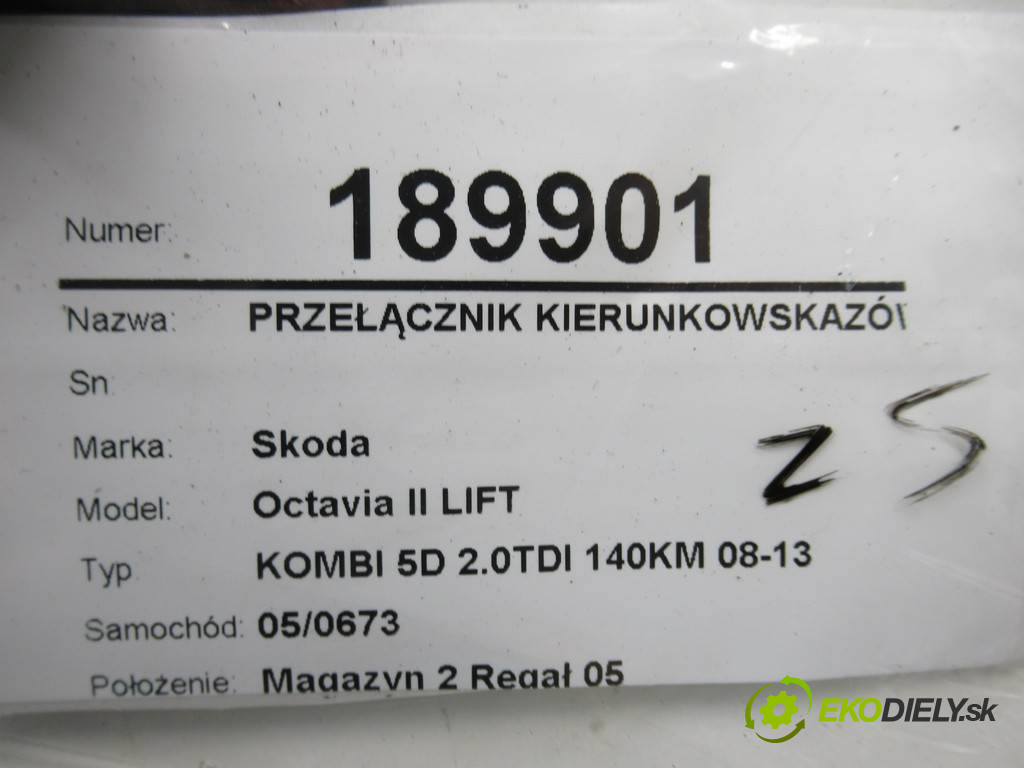 Numer: 189901
Nazwa: PRZEŁĄCZNIK KIERUNKOWSKAZÓ
Sn:
Marka: Skoda
Model: Octavia II LIFT
Typ KOMBI 5D 2.0TDI 140KM 08-13
Samochód: 05/0673
Położenie: Magazyn 2 Regał 05
25
EKODIELY.sk